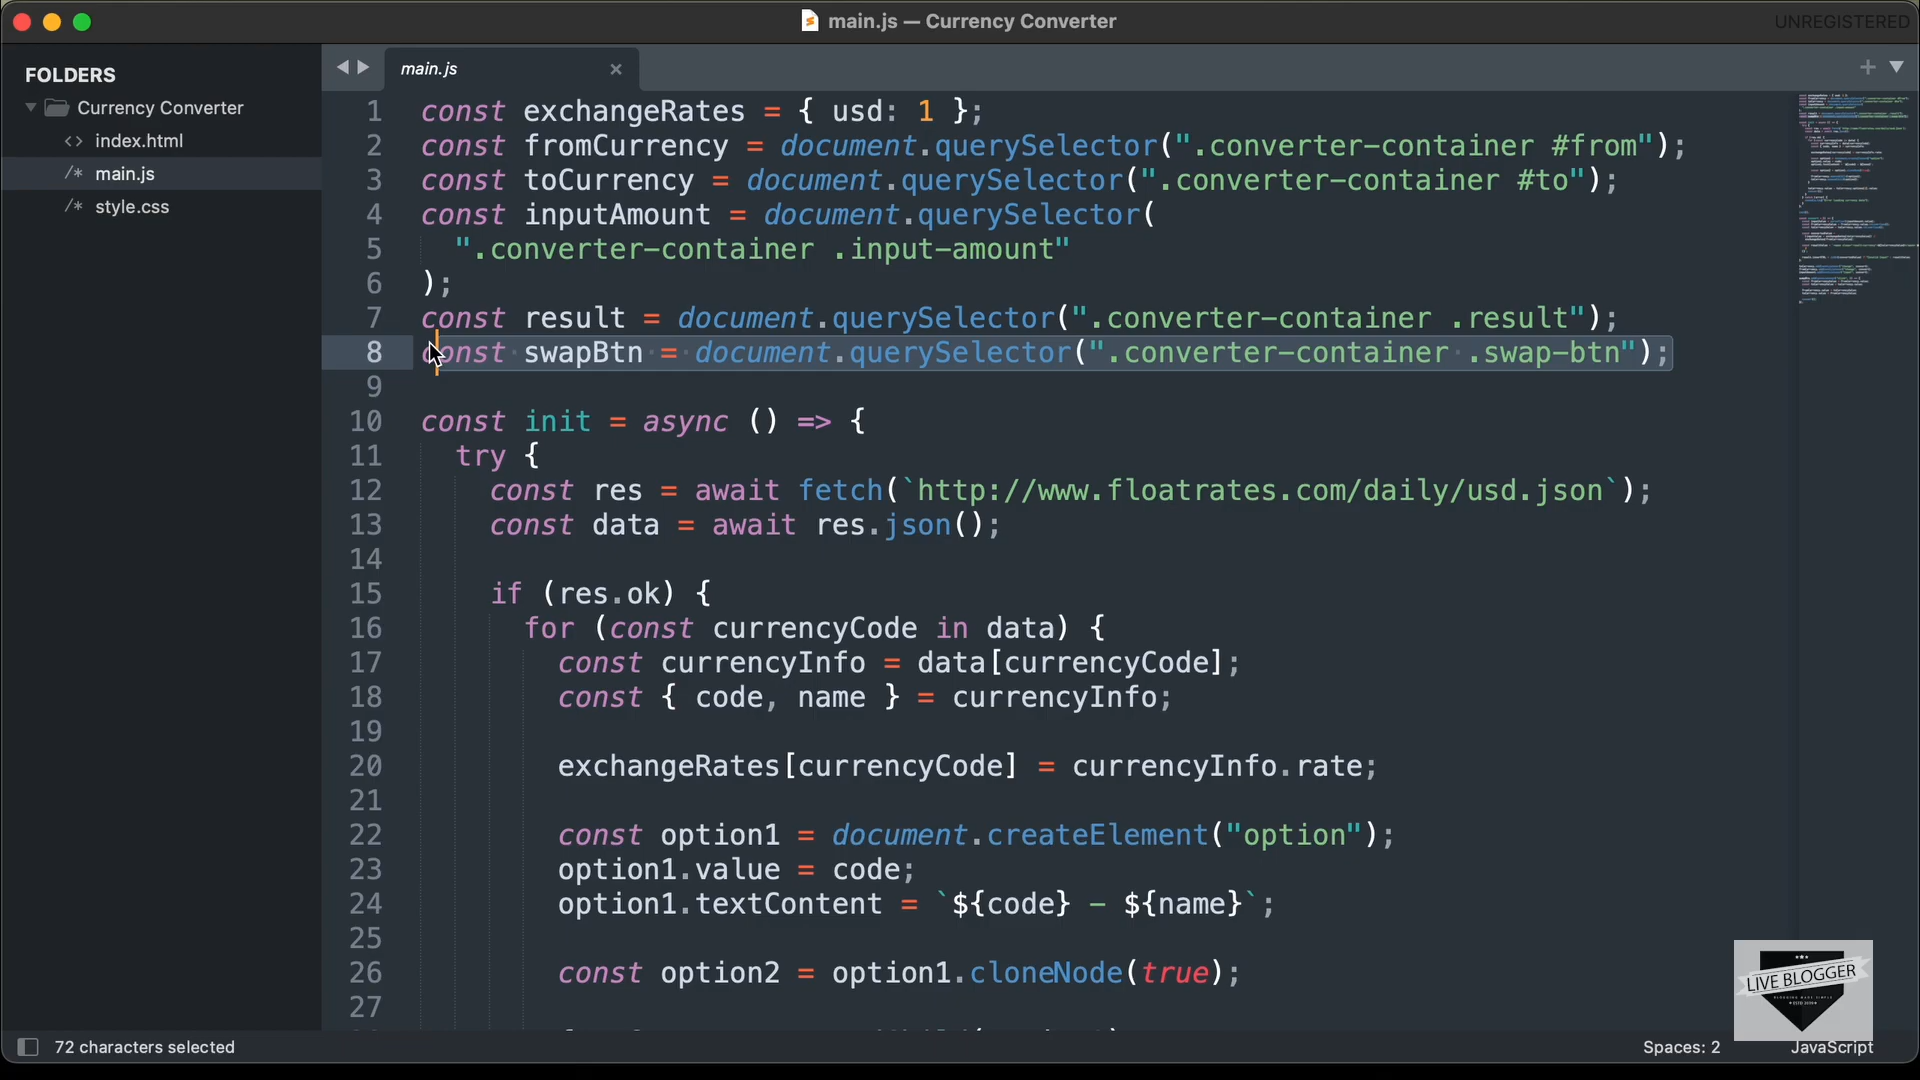 main.js — Currency Converter
UNREGISTERED
FOLDERS
Currency Converter
<> index.html
/* main.js
/* style.css
main.js
1 const exchangeRates = { usd: 1 };
2 const fromCurrency = document.querySelector(".converter-container #from");
3 const toCurrency = document.querySelector(".converter-container #to");
4 const inputAmount = document.querySelector(
5 ".converter-container .input-amount"
6 );
7 const result = document.querySelector(".converter-container .result");
8 const swapBtn = document.querySelector(".converter-container .swap-btn");
9
10 const init = async () => {
11 try {
12 const res = await fetch(`http://www.floatrates.com/daily/usd.json`);
13 const data = await res.json();
14
15 if (res.ok) {
16 for (const currencyCode in data) {
17 const currencyInfo = data[currencyCode];
18 const { code, name } = currencyInfo;
19
20 exchangeRates[currencyCode] = currencyInfo.rate;
21
22 const option1 = document.createElement("option");
23 option1.value = code;
24 option1.textContent = `${code} - ${name}`;
25
26 const option2 = option1.cloneNode(true);
27
LIVE BLOGGER
72 characters selected
Spaces: 2
JavaScript